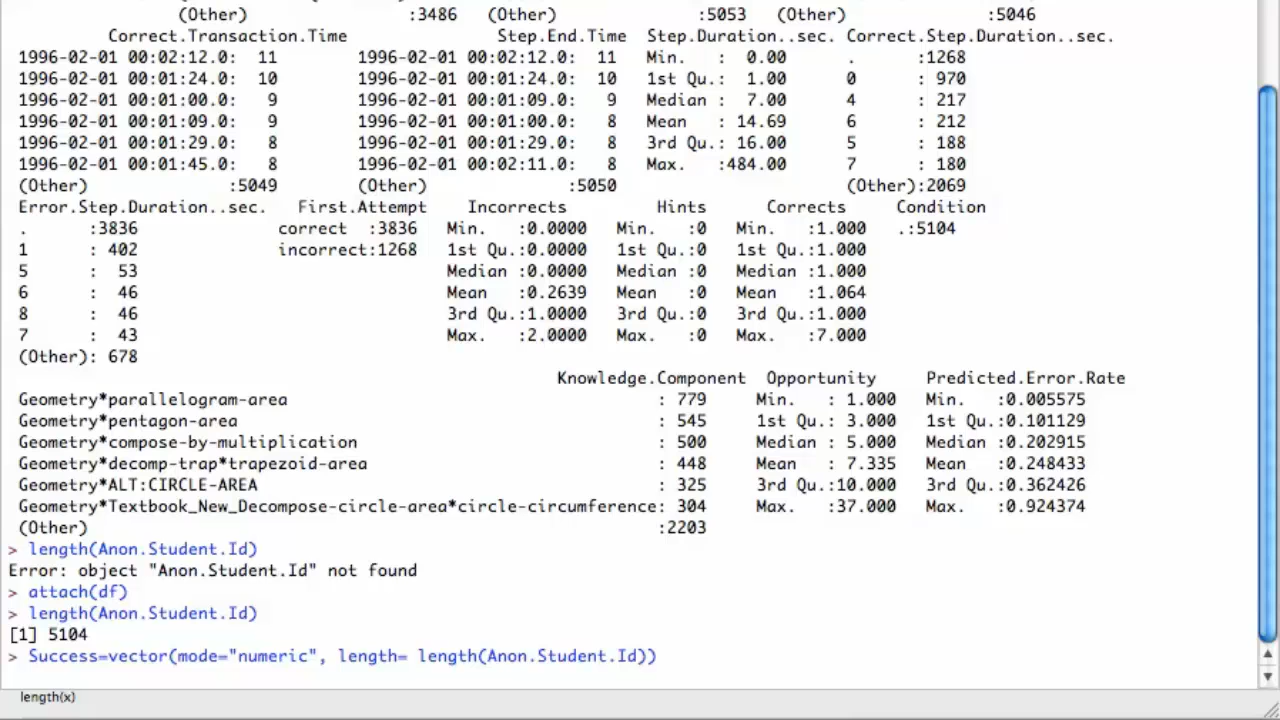 (Other)                :3486   (Other)                 :5053   (Other)              :5046
         Correct.Transaction.Time               Step.End.Time  Step.Duration..sec. Correct.Step.Duration..sec.
1996-02-01 00:02:12.0:  11        1996-02-01 00:02:12.0:  11   Min.   :  0.00      .      :1268
1996-02-01 00:01:24.0:  10        1996-02-01 00:01:24.0:  10   1st Qu.:  1.00      0      : 970
1996-02-01 00:01:00.0:   9        1996-02-01 00:01:09.0:   9   Median :  7.00      4      : 217
1996-02-01 00:01:09.0:   9        1996-02-01 00:01:00.0:   8   Mean   : 14.69      6      : 212
1996-02-01 00:01:29.0:   8        1996-02-01 00:01:29.0:   8   3rd Qu.: 16.00      5      : 188
1996-02-01 00:01:45.0:   8        1996-02-01 00:02:11.0:   8   Max.   :484.00      7      : 180
(Other)              :5049        (Other)              :5050                       (Other):2069
Error.Step.Duration..sec.   First.Attempt    Incorrects         Hints      Corrects     Condition
.      :3836              correct  :3836   Min.   :0.0000   Min.   :0   Min.   :1.000   .:5104
1      : 402              incorrect:1268   1st Qu.:0.0000   1st Qu.:0   1st Qu.:1.000
5      :  53                               Median :0.0000   Median :0   Median :1.000
6      :  46                               Mean   :0.2639   Mean   :0   Mean   :1.064
8      :  46                               3rd Qu.:1.0000   3rd Qu.:0   3rd Qu.:1.000
7      :  43                               Max.   :2.0000   Max.   :0   Max.   :7.000
(Other): 678
                                                      Knowledge.Component  Opportunity     Predicted.Error.Rate
Geometry*parallelogram-area                                     : 779     Min.   : 1.000   Min.   :0.005575
Geometry*pentagon-area                                          : 545     1st Qu.: 3.000   1st Qu.:0.101129
Geometry*compose-by-multiplication                              : 500     Median : 5.000   Median :0.202915
Geometry*decomp-trap*trapezoid-area                             : 448     Mean   : 7.335   Mean   :0.248433
Geometry*ALT:CIRCLE-AREA                                        : 325     3rd Qu.:10.000   3rd Qu.:0.362426
Geometry*Textbook_New_Decompose-circle-area*circle-circumference: 304     Max.   :37.000   Max.   :0.924374
(Other)                                                         :2203
> length(Anon.Student.Id)
Error: object "Anon.Student.Id" not found
> attach(df)
> length(Anon.Student.Id)
[1] 5104
> Success=vector(mode="numeric", length= length(Anon.Student.Id))
length(x)